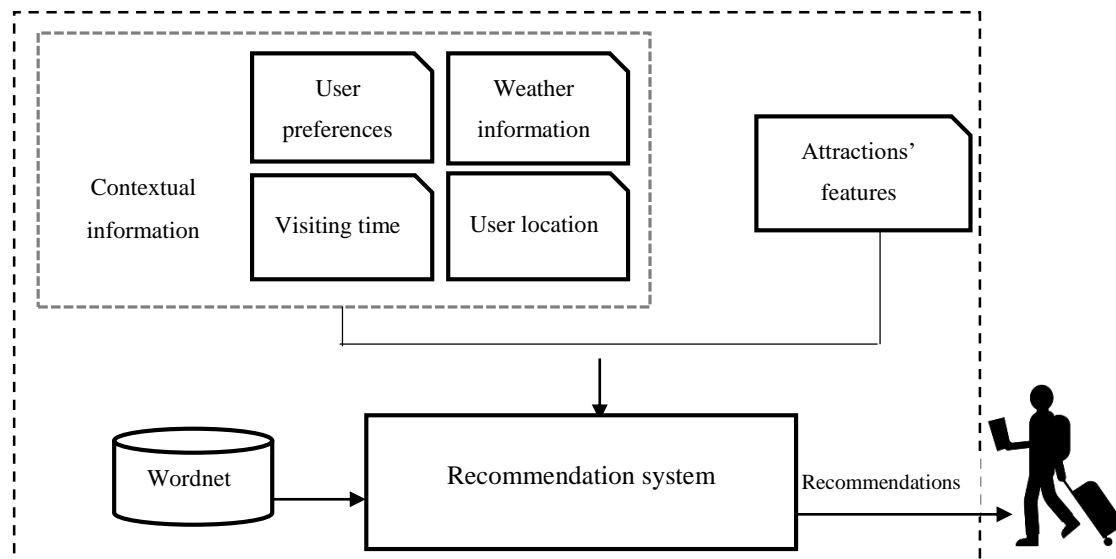 User
preferences
Weather
information
Contextual
information
Visiting time
User location
Attractions’
features
Wordnet
Recommendation system
Recommendations